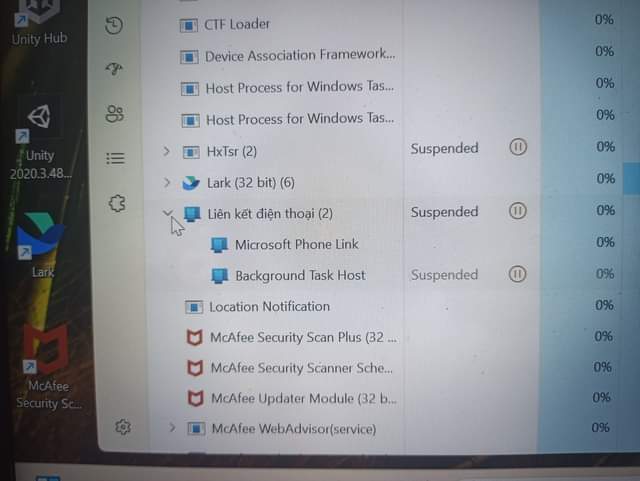 Unity Hub
Unity
2020.3.48...
Lark
McAfee
Security Sc...
CTF Loader 0%
Device Association Framework... 0%
Host Process for Windows Tas... 0%
Host Process for Windows Tas... 0%
HxTsr (2) Suspended 0%
Lark (32 bit) (6) 0%
Liên kết điện thoại (2) Suspended 0%
Microsoft Phone Link 0%
Background Task Host Suspended 0%
Location Notification 0%
McAfee Security Scan Plus (32 ... 0%
McAfee Security Scanner Sche... 0%
McAfee Updater Module (32 b... 0%
McAfee WebAdvisor(service) 0%